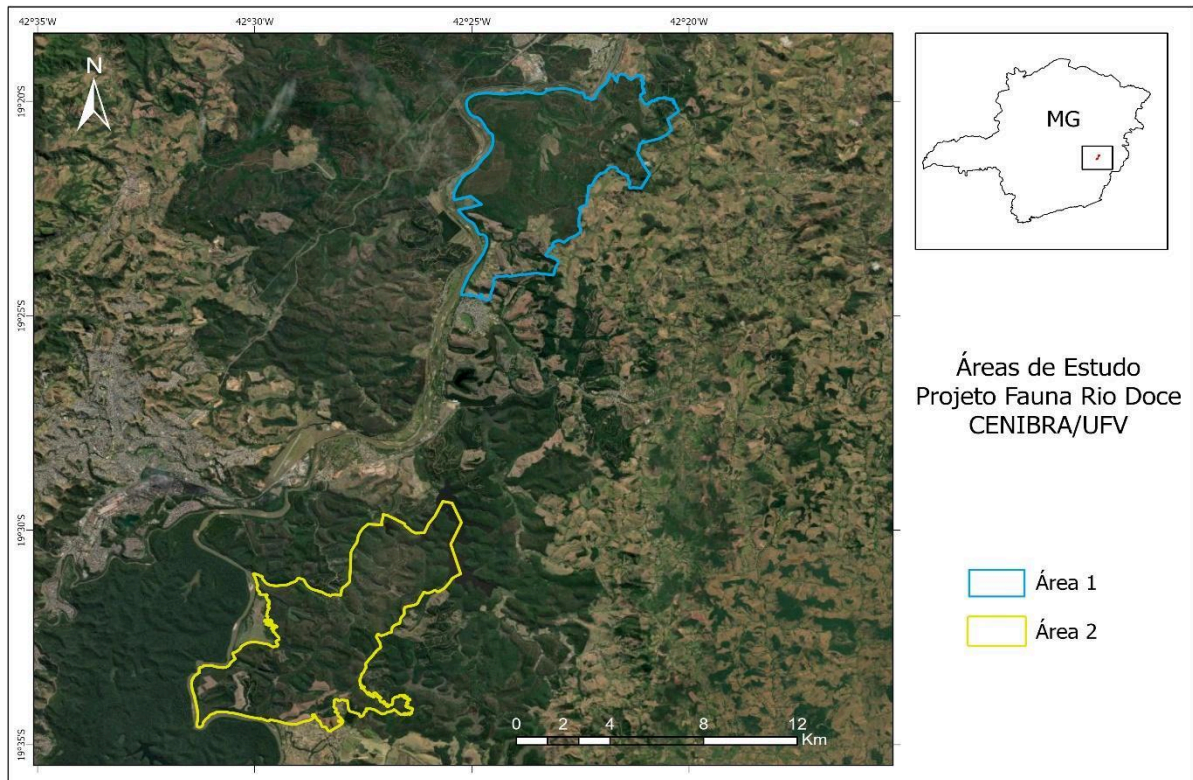 42°35'W 42°30'W 42°25'W 42°20'W
N
19°20'S
19°25'S
19°30'S
19°35'S
0 2 4 8 12
Km
MG
Áreas de Estudo
Projeto Fauna Rio Doce
CENIBRA/UFV
Área 1
Área 2